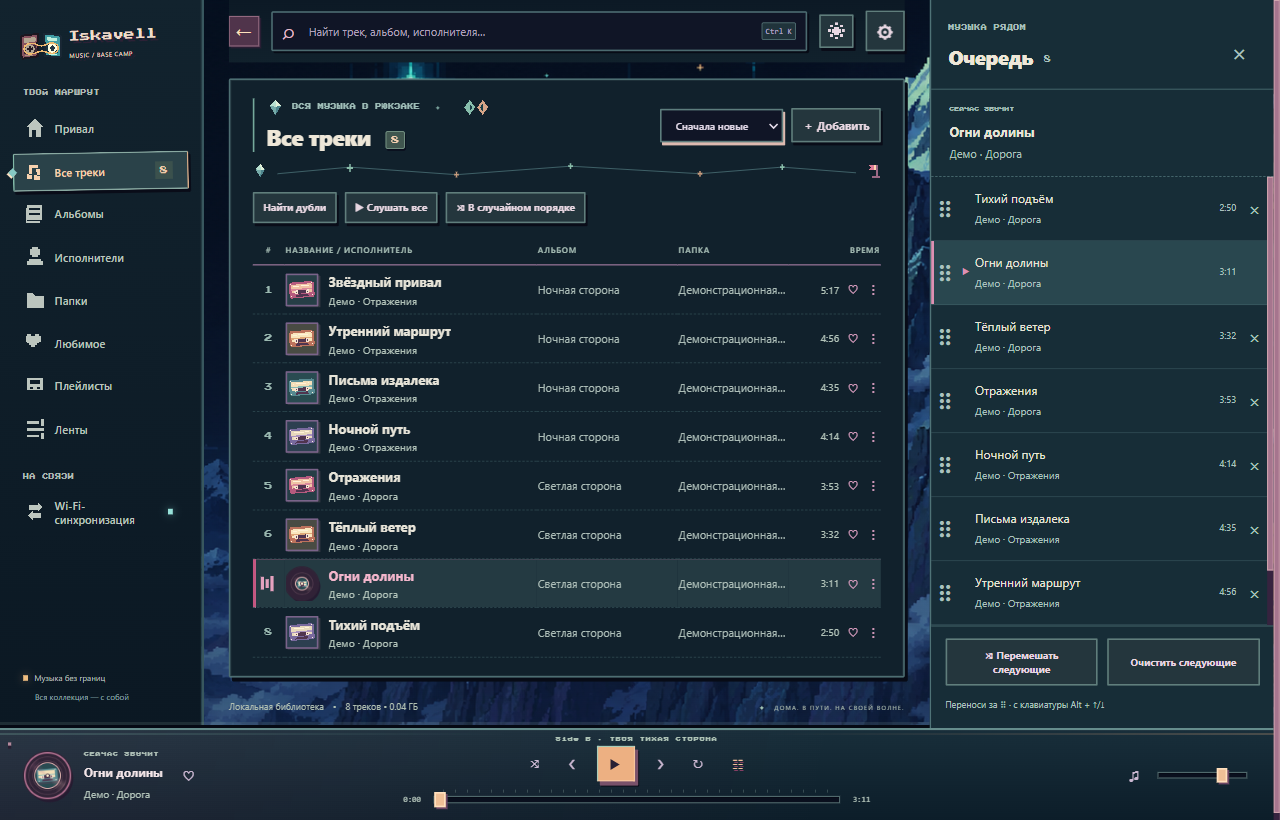 Iskavell
MUSIC / BASE CAMP
ТВОЙ МАРШРУТ
Привал
Все треки 8
Альбомы
Исполнители
Папки
Любимое
Плейлисты
Ленты
НА СВЯЗИ
Wi-Fi-
синхронизация
Музыка без границ
Вся коллекция — с собой
←
Найти трек, альбом, исполнителя...
Ctrl K
ВСЯ МУЗЫКА В РЮКЗАКЕ
Все треки 8
Сначала новые
+ Добавить
Найти дубли
▶ Слушать все
В случайном порядке
# НАЗВАНИЕ / ИСПОЛНИТЕЛЬ АЛЬБОМ ПАПКА ВРЕМЯ
1 Звёздный привал Ночная сторона Демонстрационная... 5:17
Демо · Отражения
2 Утренний маршрут Ночная сторона Демонстрационная... 4:56
Демо · Отражения
3 Письма издалека Ночная сторона Демонстрационная... 4:35
Демо · Отражения
4 Ночной путь Ночная сторона Демонстрационная... 4:14
Демо · Отражения
5 Отражения Светлая сторона Демонстрационная... 3:53
Демо · Дорога
6 Тёплый ветер Светлая сторона Демонстрационная... 3:32
Демо · Дорога
Огни долины Светлая сторона Демонстрационная... 3:11
Демо · Дорога
8 Тихий подъём Светлая сторона Демонстрационная... 2:50
Демо · Дорога
Локальная библиотека • 8 треков • 0.04 ГБ
ДОМА. В ПУТИ. НА СВОЕЙ ВОЛНЕ.
МУЗЫКА РЯДОМ
Очередь 8
СЕЙЧАС ЗВУЧИТ
Огни долины
Демо · Дорога
Тихий подъём 2:50
Демо · Дорога
Огни долины 3:11
Демо · Дорога
Тёплый ветер 3:32
Демо · Дорога
Отражения 3:53
Демо · Дорога
Ночной путь 4:14
Демо · Отражения
Письма издалека 4:35
Демо · Отражения
Утренний маршрут 4:56
Демо · Отражения
Перемешать
следующие
Очистить следующие
Переноси за ⠿ · с клавиатуры Alt + ↑/↓
СЕЙЧАС ЗВУЧИТ
Огни долины
Демо · Дорога
Side B · ТВОЯ ТИХАЯ СТОРОНА
0:00
3:11